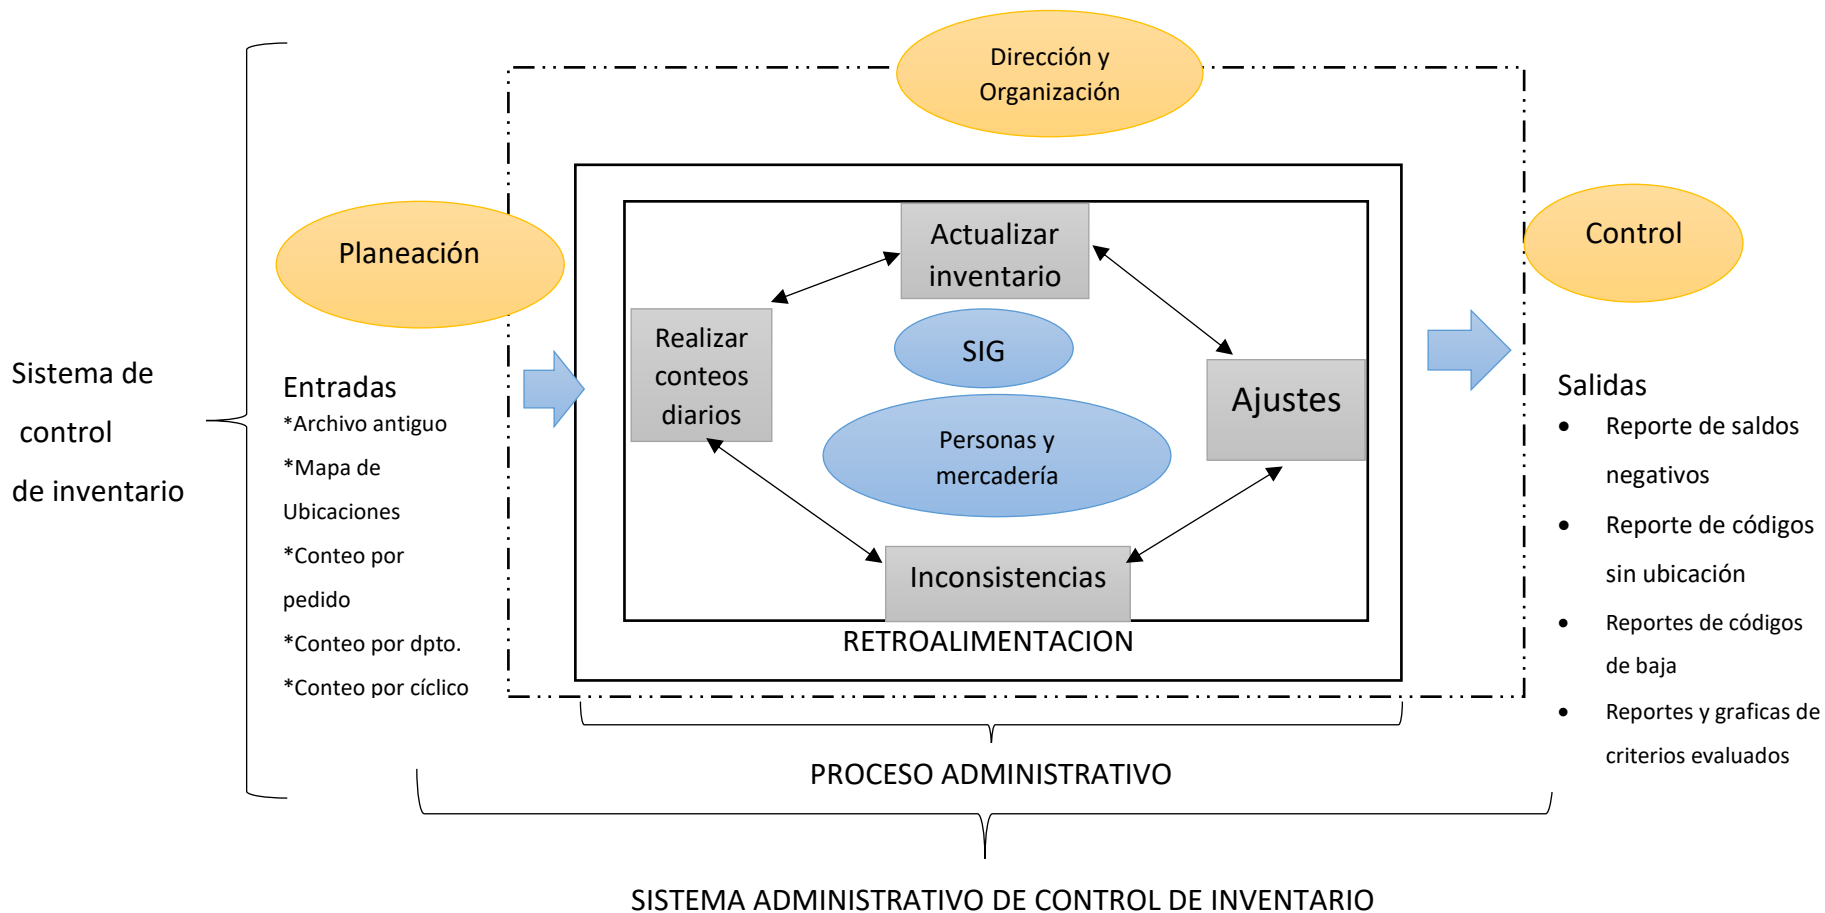 Dirección y
Organización
Planeación
Control
Actualizar
inventario
Realizar
conteos
diarios
SIG
Ajustes
Personas y
mercadería
Inconsistencias
RETROALIMENTACION
Sistema de
control
de inventario
Entradas
*Archivo antiguo
*Mapa de
Ubicaciones
*Conteo por
pedido
*Conteo por dpto.
*Conteo por cíclico
Salidas
• Reporte de saldos
negativos
• Reporte de códigos
sin ubicación
• Reportes de códigos
de baja
• Reportes y graficas de
criterios evaluados
PROCESO ADMINISTRATIVO
SISTEMA ADMINISTRATIVO DE CONTROL DE INVENTARIO